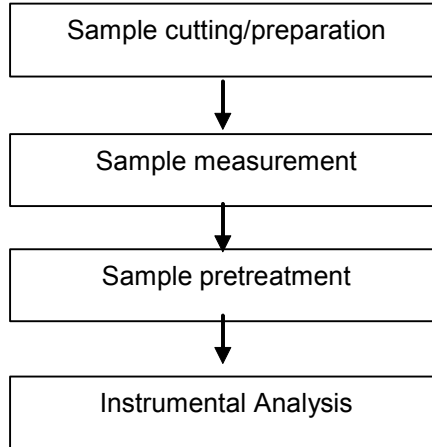 Sample cutting/preparation
Sample measurement
Sample pretreatment
Instrumental Analysis